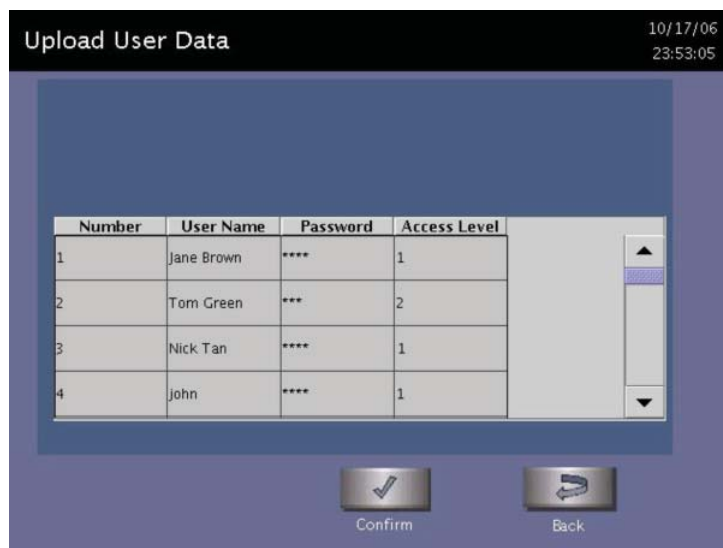 Upload User Data
10/17/06
23:53:05
Number User Name Password Access Level
1 Jane Brown **** 1
2 Tom Green *** 2
3 Nick Tan **** 1
4 john **** 1
Confirm Back